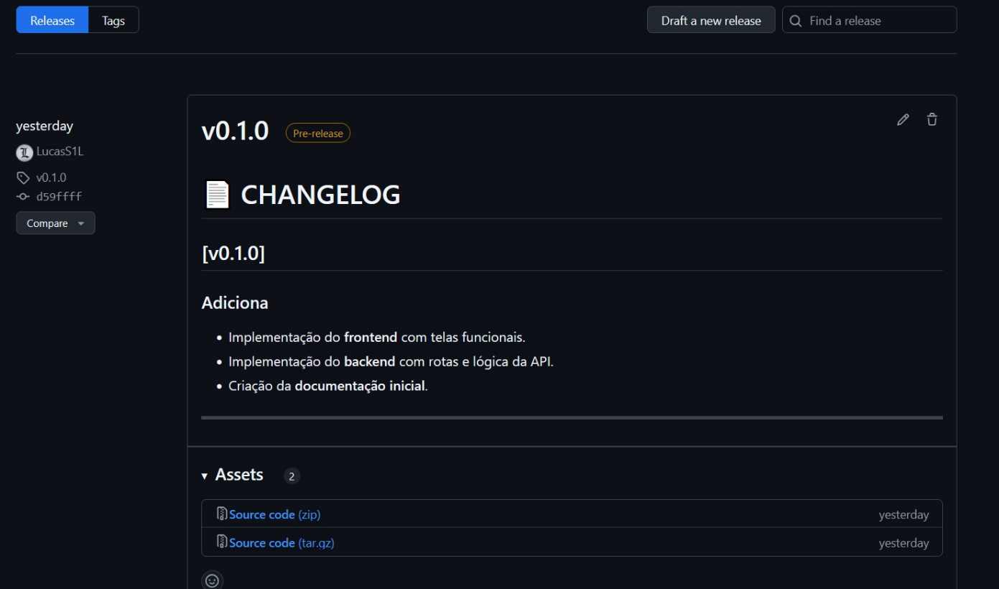 Releases Tags Draft a new release Find a release
yesterday
LucasS1L
v0.1.0
d59ffff
Compare
v0.1.0 Pre-release
CHANGELOG
[v0.1.0]
Adiciona
Implementação do frontend com telas funcionais.
Implementação do backend com rotas e lógica da API.
Criação da documentação inicial.
Assets 2
Source code (zip) yesterday
Source code (tar.gz) yesterday